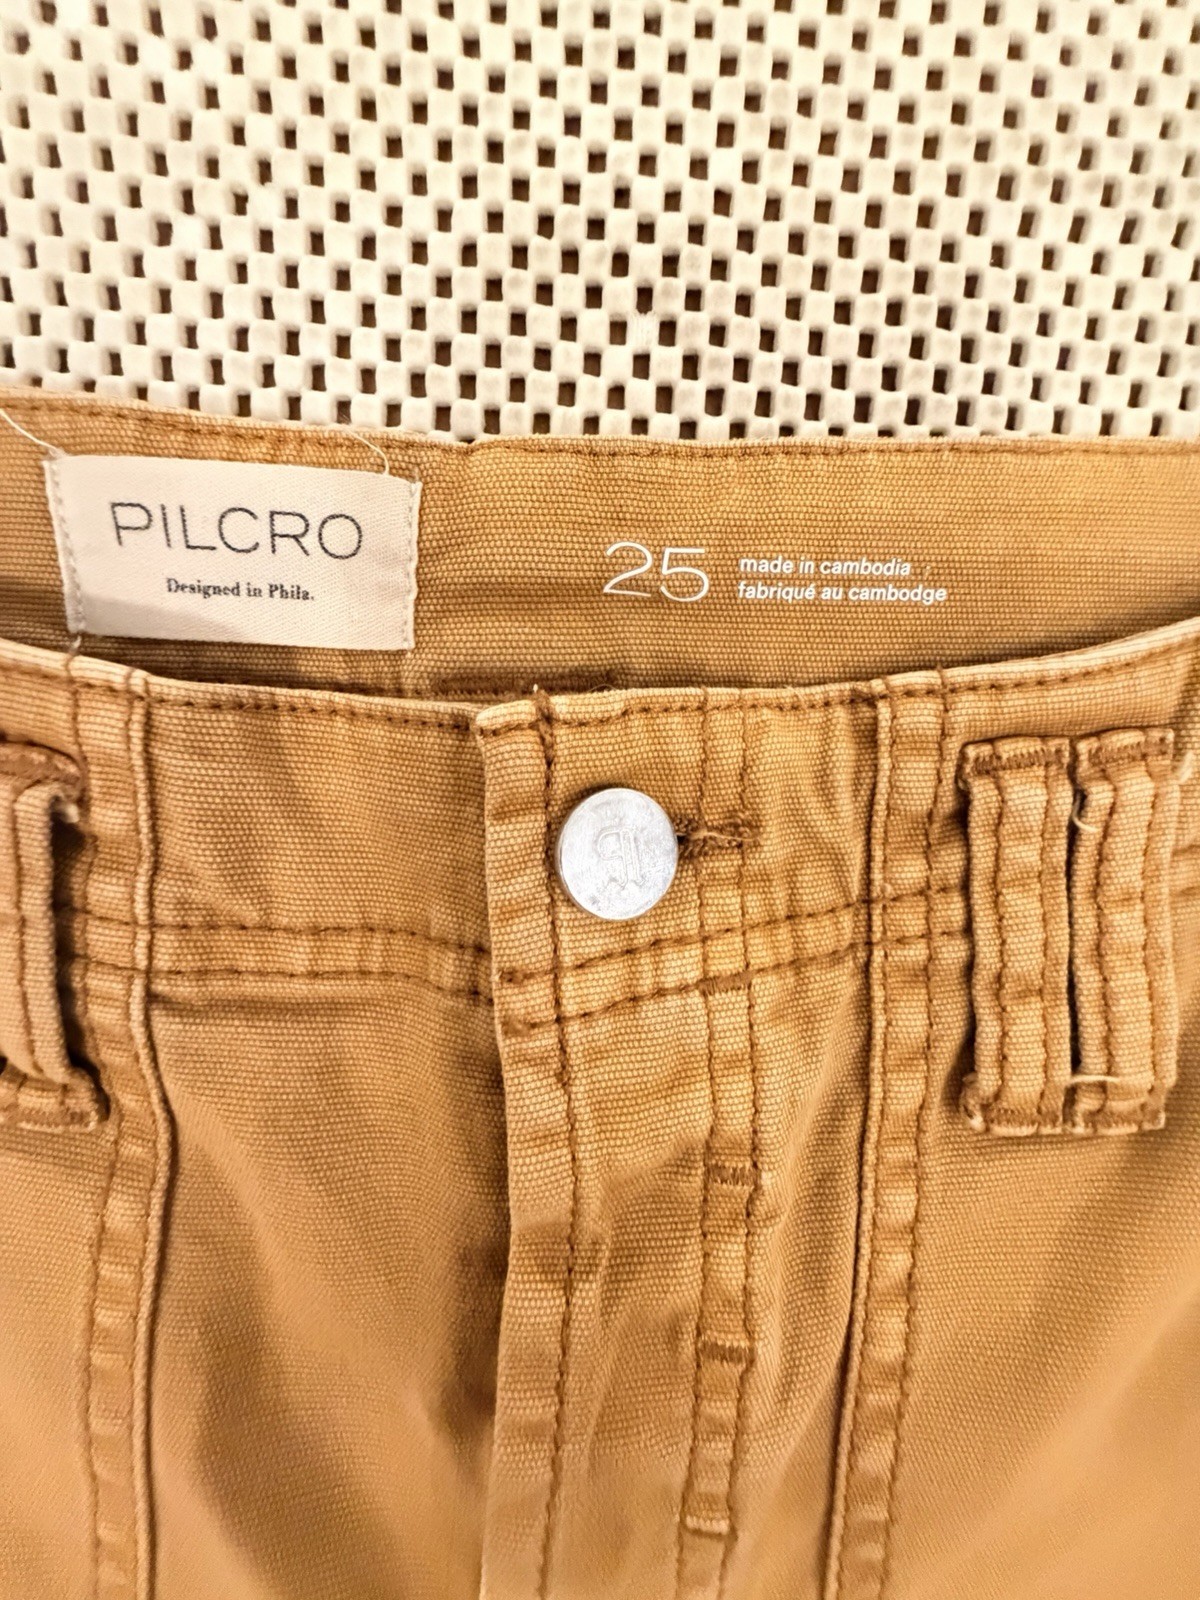 PILCRO
Designed in Phila.
25
made in cambodia
fabriqué au cambodge